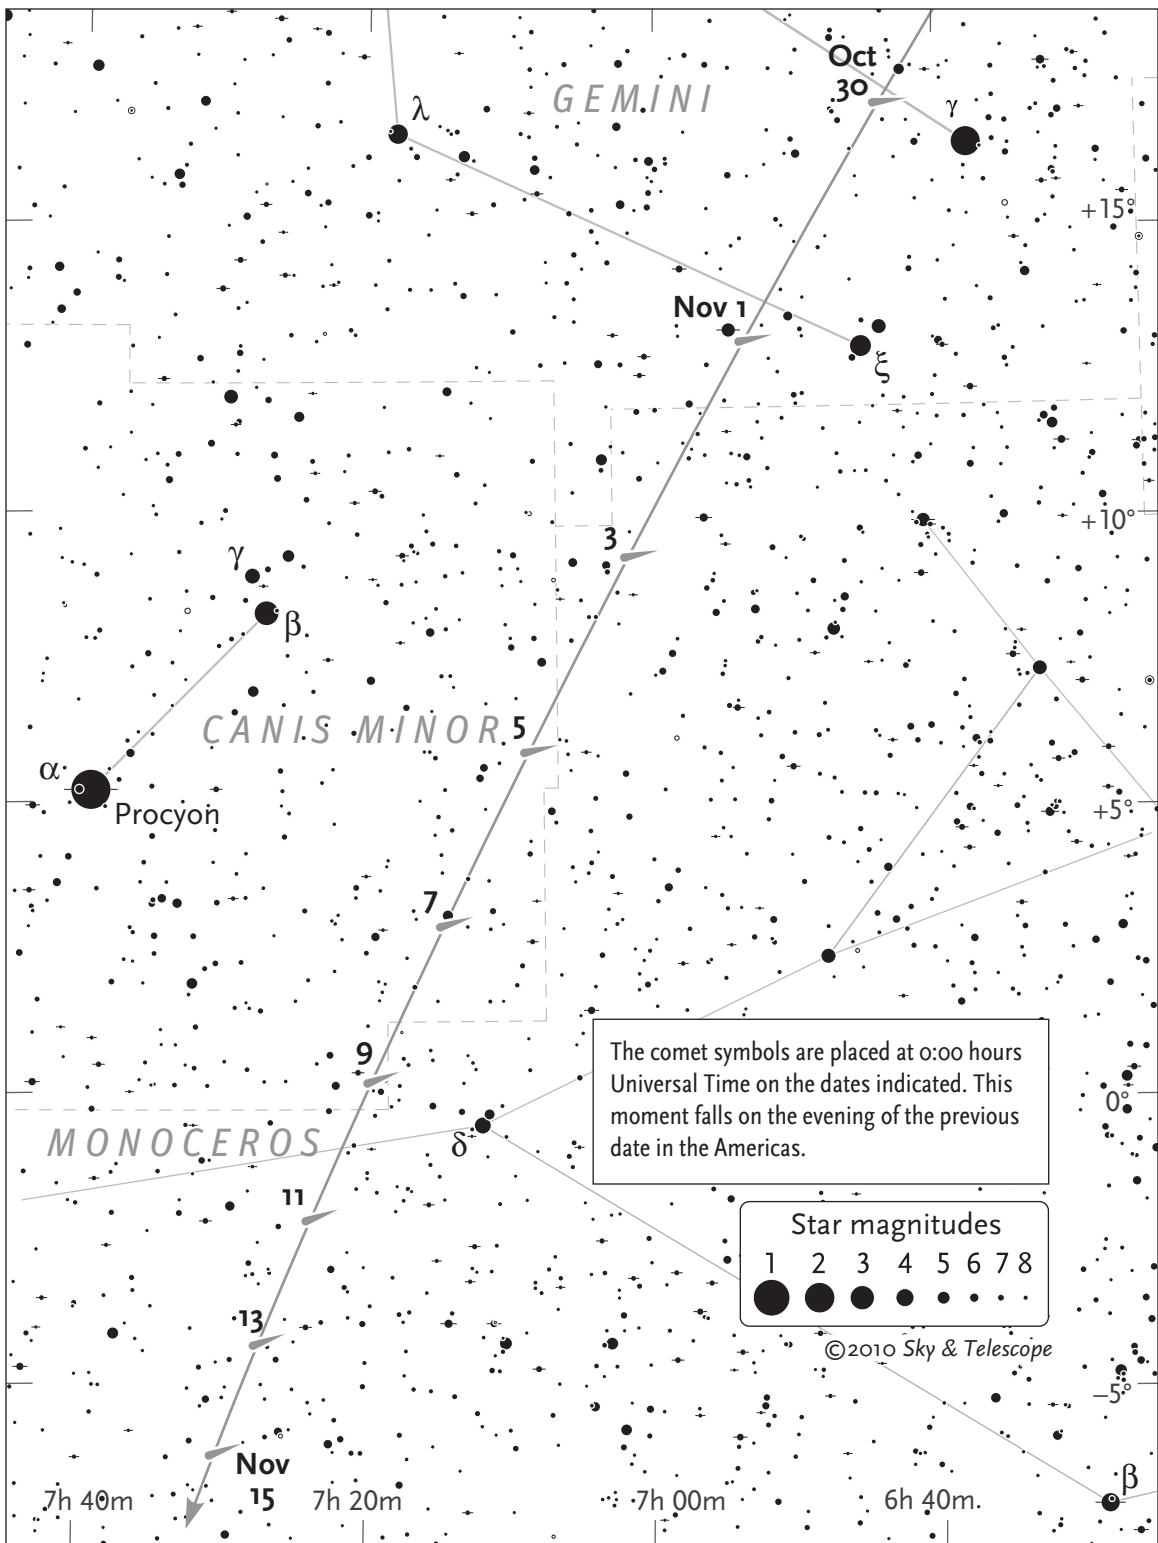 Oct
30
GEMINI
λ
γ
+15°
Nov 1
ξ
+10°
3
γ
β
CANIS MINOR
5
α
Procyon
+5°
7
9
The comet symbols are placed at 0:00 hours
Universal Time on the dates indicated. This
moment falls on the evening of the previous
date in the Americas.
0°
MONOCEROS
δ
11
Star magnitudes
1 2 3 4 5 6 7 8
13
©2010 Sky & Telescope
–5°
Nov
15
β
7h 40m 7h 20m 7h 00m 6h 40m